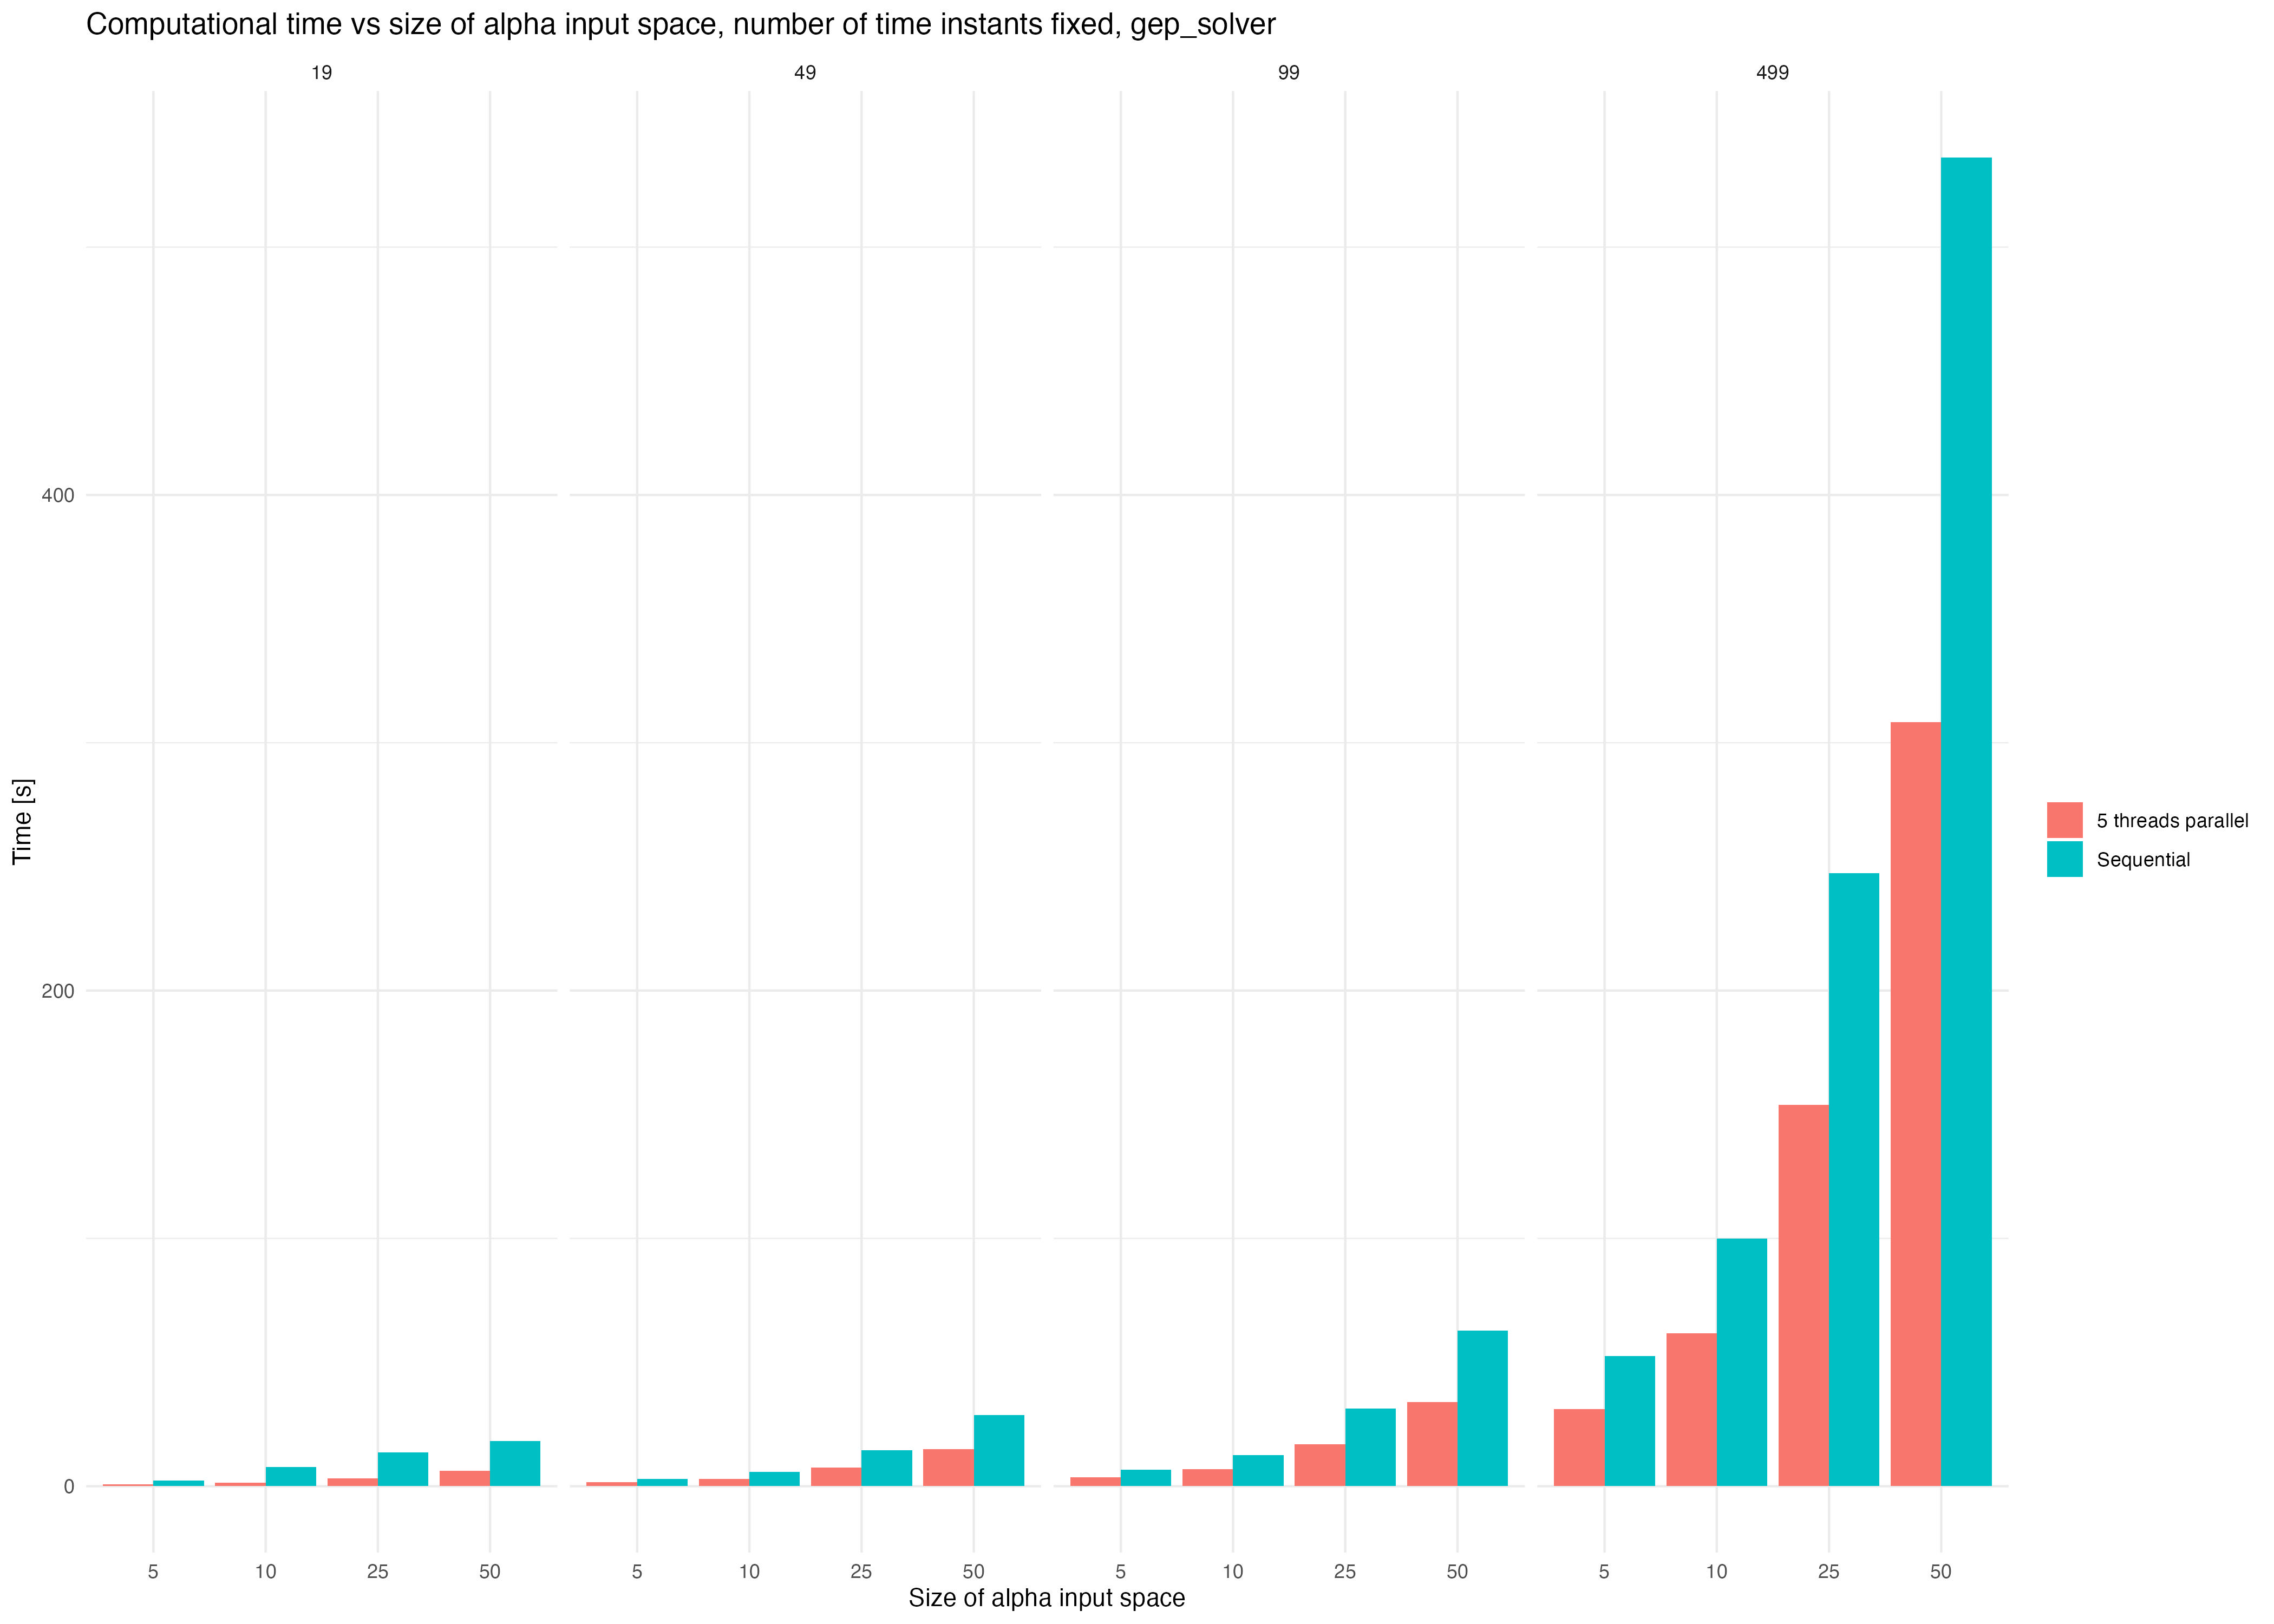 Computational time vs size of alpha input space, number of time instants fixed, gep_solver
19 49 99 499
400
200
0
Time [s]
5 10 25 50 5 10 25 50 5 10 25 50 5 10 25 50
Size of alpha input space
5 threads parallel
Sequential